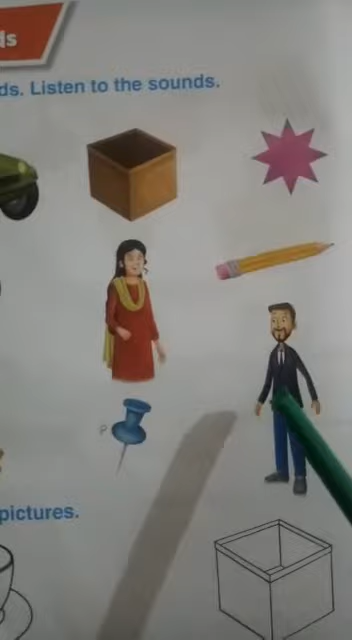 ds
ds. Listen to the sounds.
pictures.